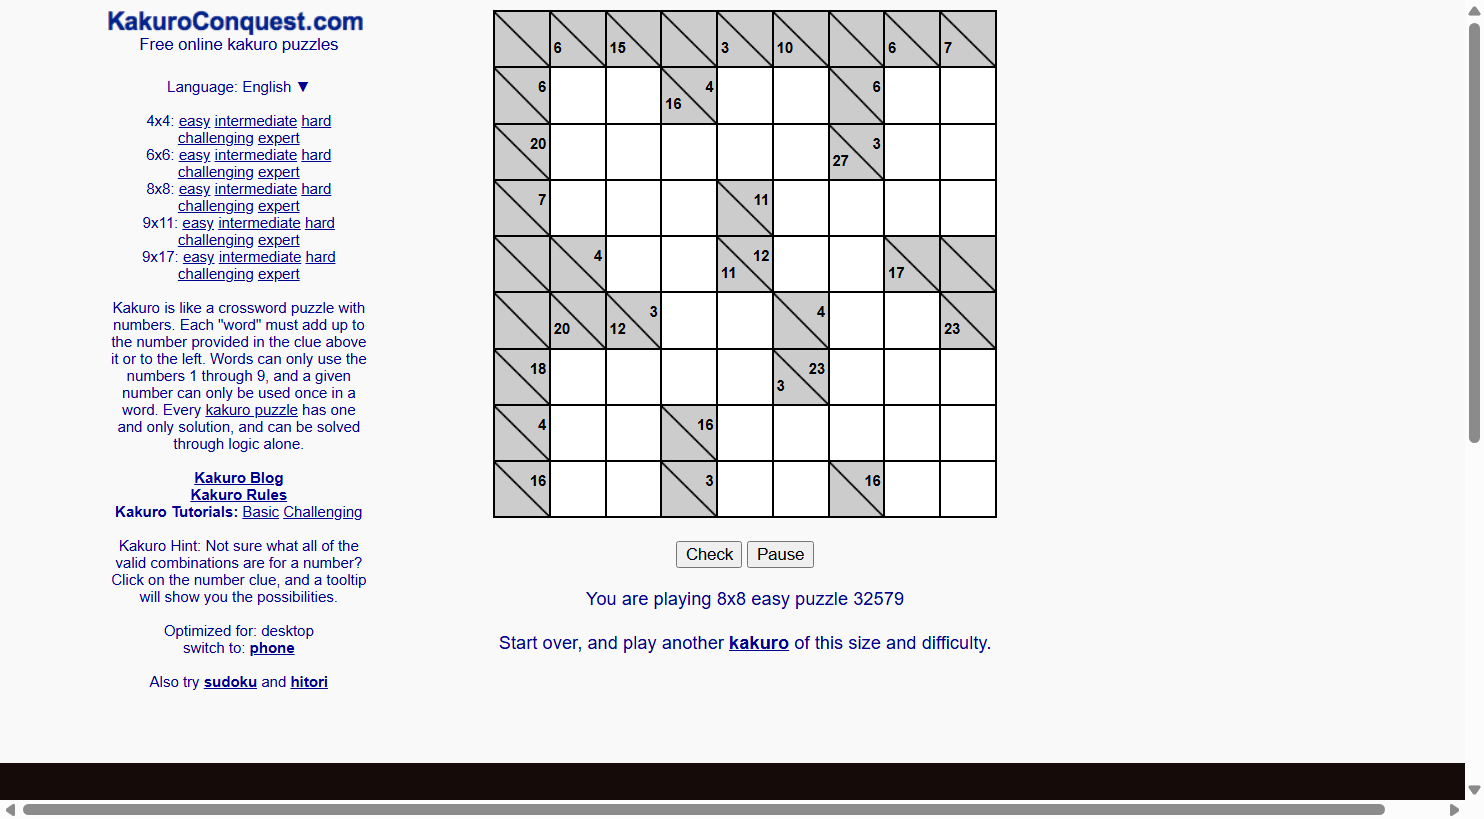 KakuroConquest.com
Free online kakuro puzzles
Language: English ▼
4x4: easy intermediate hard
challenging expert
6x6: easy intermediate hard
challenging expert
8x8: easy intermediate hard
challenging expert
9x11: easy intermediate hard
challenging expert
9x17: easy intermediate hard
challenging expert
Kakuro is like a crossword puzzle with
numbers. Each "word" must add up to
the number provided in the clue above
it or to the left. Words can only use the
numbers 1 through 9, and a given
number can only be used once in a
word. Every kakuro puzzle has one
and only solution, and can be solved
through logic alone.
Kakuro Blog
Kakuro Rules
Kakuro Tutorials: Basic Challenging
Kakuro Hint: Not sure what all of the
valid combinations are for a number?
Click on the number clue, and a tooltip
will show you the possibilities.
Optimized for: desktop
switch to: phone
Also try sudoku and hitori
6 15 3 10 6 7
6 16 4 6
20 27 3
7 11
4 11 12 17
20 12 3 4 23
18 3 23
4 16
16 3 16
Check Pause
You are playing 8x8 easy puzzle 32579
Start over, and play another kakuro of this size and difficulty.